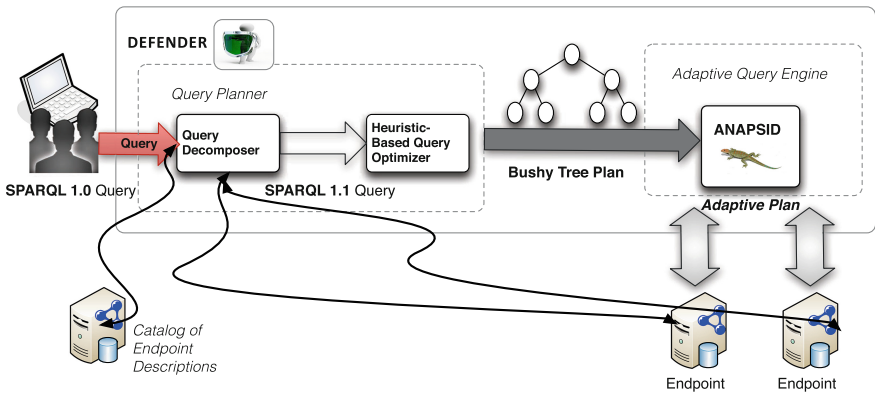 DEFENDER
Query Planner
Adaptive Query Engine
Query
Query
Decomposer
Heuristic-
Based Query
Optimizer
ANAPSID
SPARQL 1.0 Query
SPARQL 1.1 Query
Bushy Tree Plan
Adaptive Plan
Catalog of
Endpoint
Descriptions
Endpoint
Endpoint